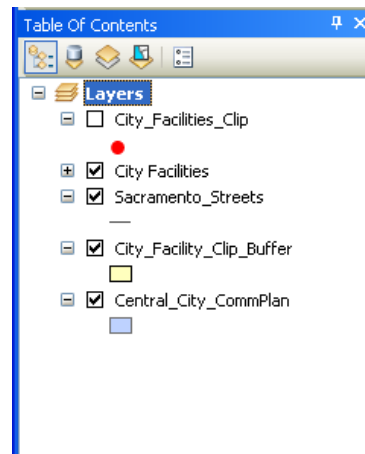 Table Of Contents
Layers
City_Facilities_Clip
City Facilities
Sacramento_Streets
City_Facility_Clip_Buffer
Central_City_CommPlan